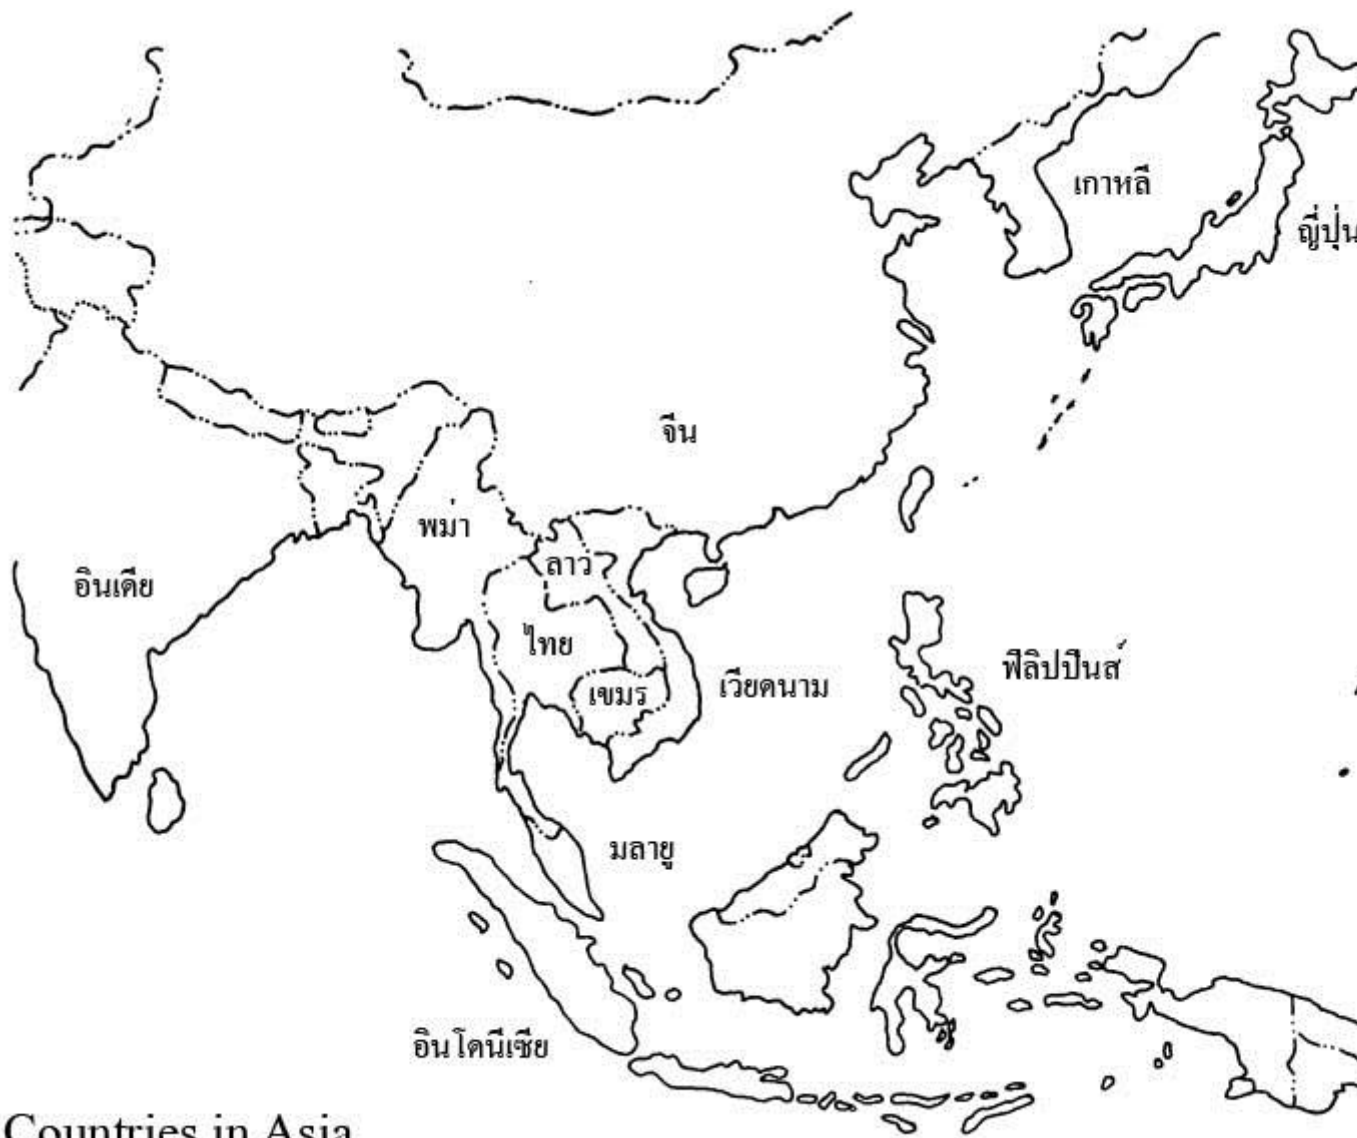 เกาหลี
ญี่ปุ่น
จีน
พม่า
ลาว
อินเดีย
ไทย
ฟิลิปปินส์
เขมร
เวียดนาม
มลายู
อินโดนีเซีย
Countries in Asia